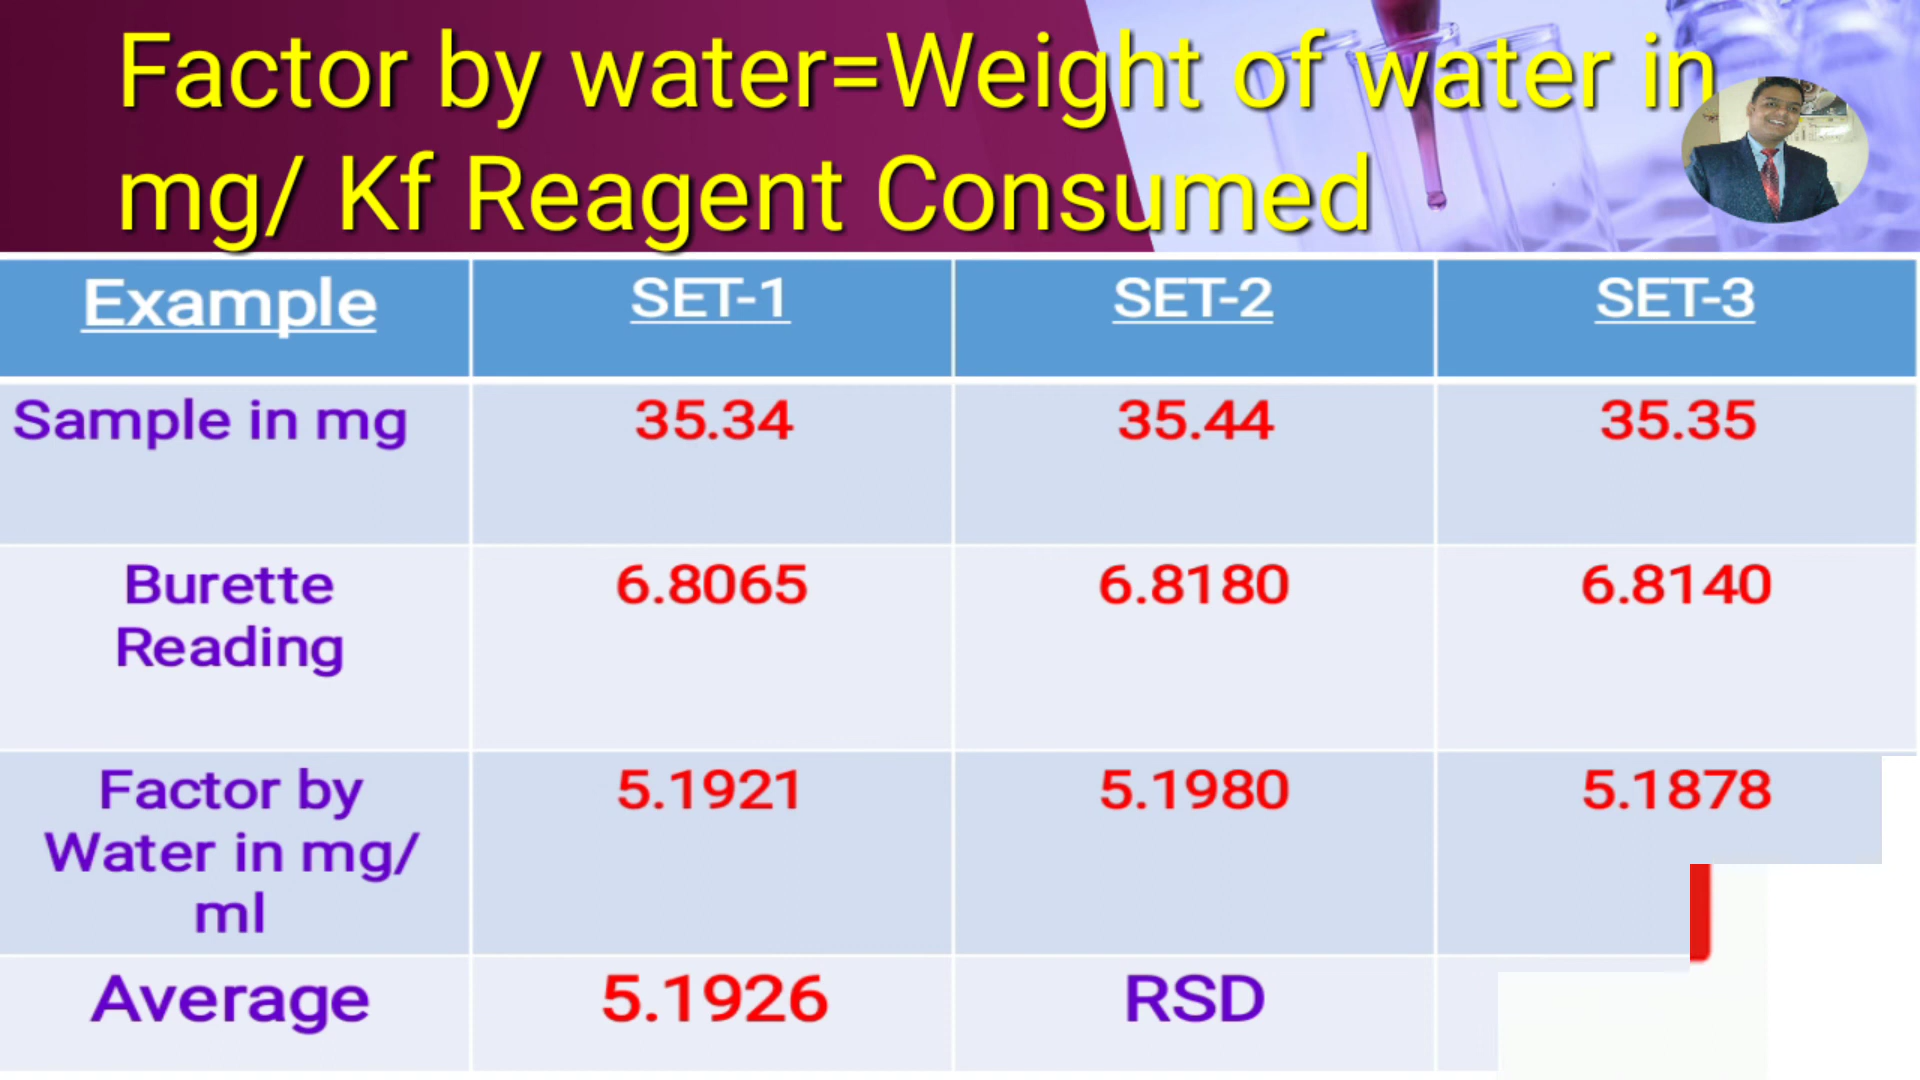 Factor by water=Weight of water in
mg/ Kf Reagent Consumed
Example SET-1 SET-2 SET-3
Sample in mg 35.34 35.44 35.35
Burette
Reading
6.8065 6.8180 6.8140
Factor by
Water in mg/
ml
5.1921 5.1980 5.1878
Average 5.1926 RSD